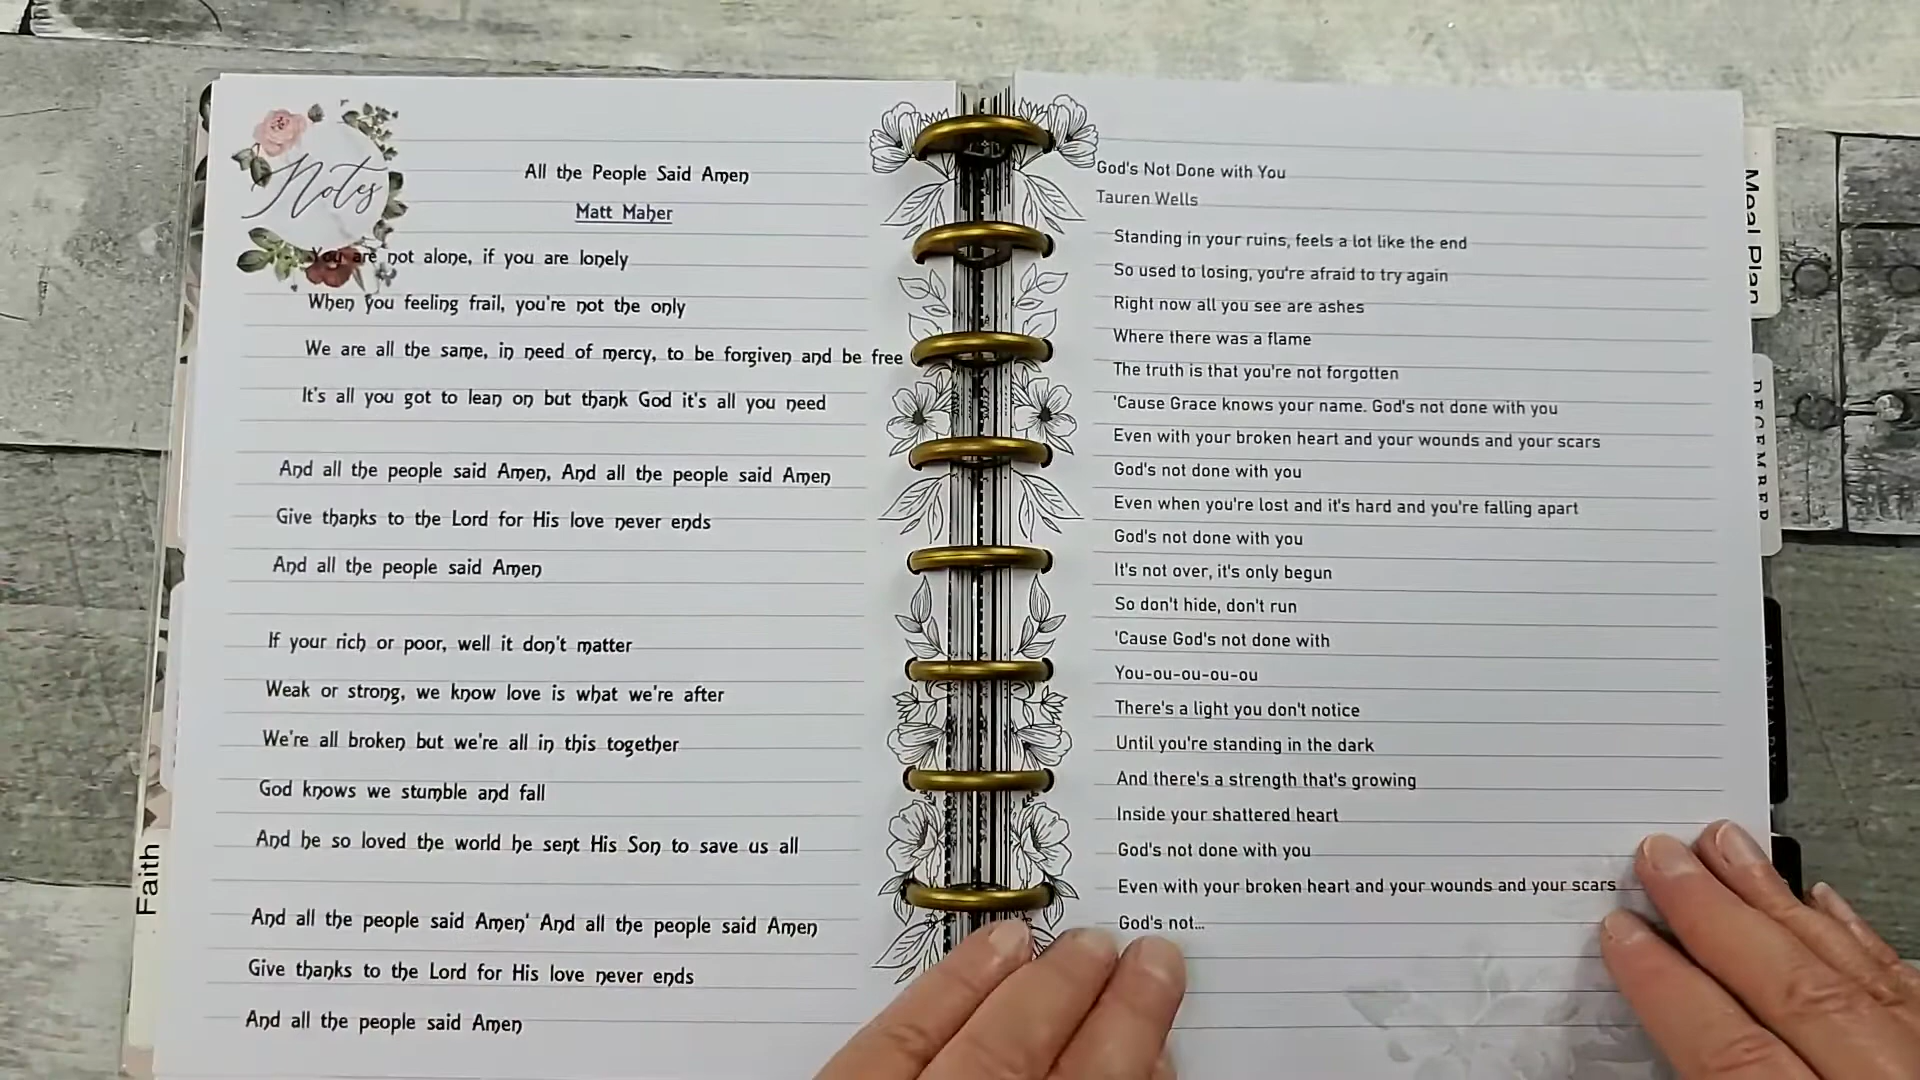 Notes
All the People Said Amen
Matt Maher
You are not alone, if you are lonely
When you feeling frail, you're not the only
We are all the same, in need of mercy, to be forgiven and be free
It's all you got to lean on but thank God it's all you need
And all the people said Amen, And all the people said Amen
Give thanks to the Lord for His love never ends
And all the people said Amen
If your rich or poor, well it don't matter
Weak or strong, we know love is what we're after
We're all broken but we're all in this together
God knows we stumble and fall
And he so loved the world he sent His Son to save us all
And all the people said Amen' And all the people said Amen
Give thanks to the Lord for His love never ends
And all the people said Amen
Faith
God's Not Done with You
Tauren Wells
Standing in your ruins, feels a lot like the end
So used to losing, you're afraid to try again
Right now all you see are ashes
Where there was a flame
The truth is that you're not forgotten
'Cause Grace knows your name. God's not done with you
Even with your broken heart and your wounds and your scars
God's not done with you
Even when you're lost and it's hard and you're falling apart
God's not done with you
It's not over, it's only begun
So don't hide, don't run
'Cause God's not done with
You-ou-ou-ou-ou
There's a light you don't notice
Until you're standing in the dark
And there's a strength that's growing
Inside your shattered heart
God's not done with you
Even with your broken heart and your wounds and your scars
God's not...
Meal Plan
DECEMBER
JANUARY